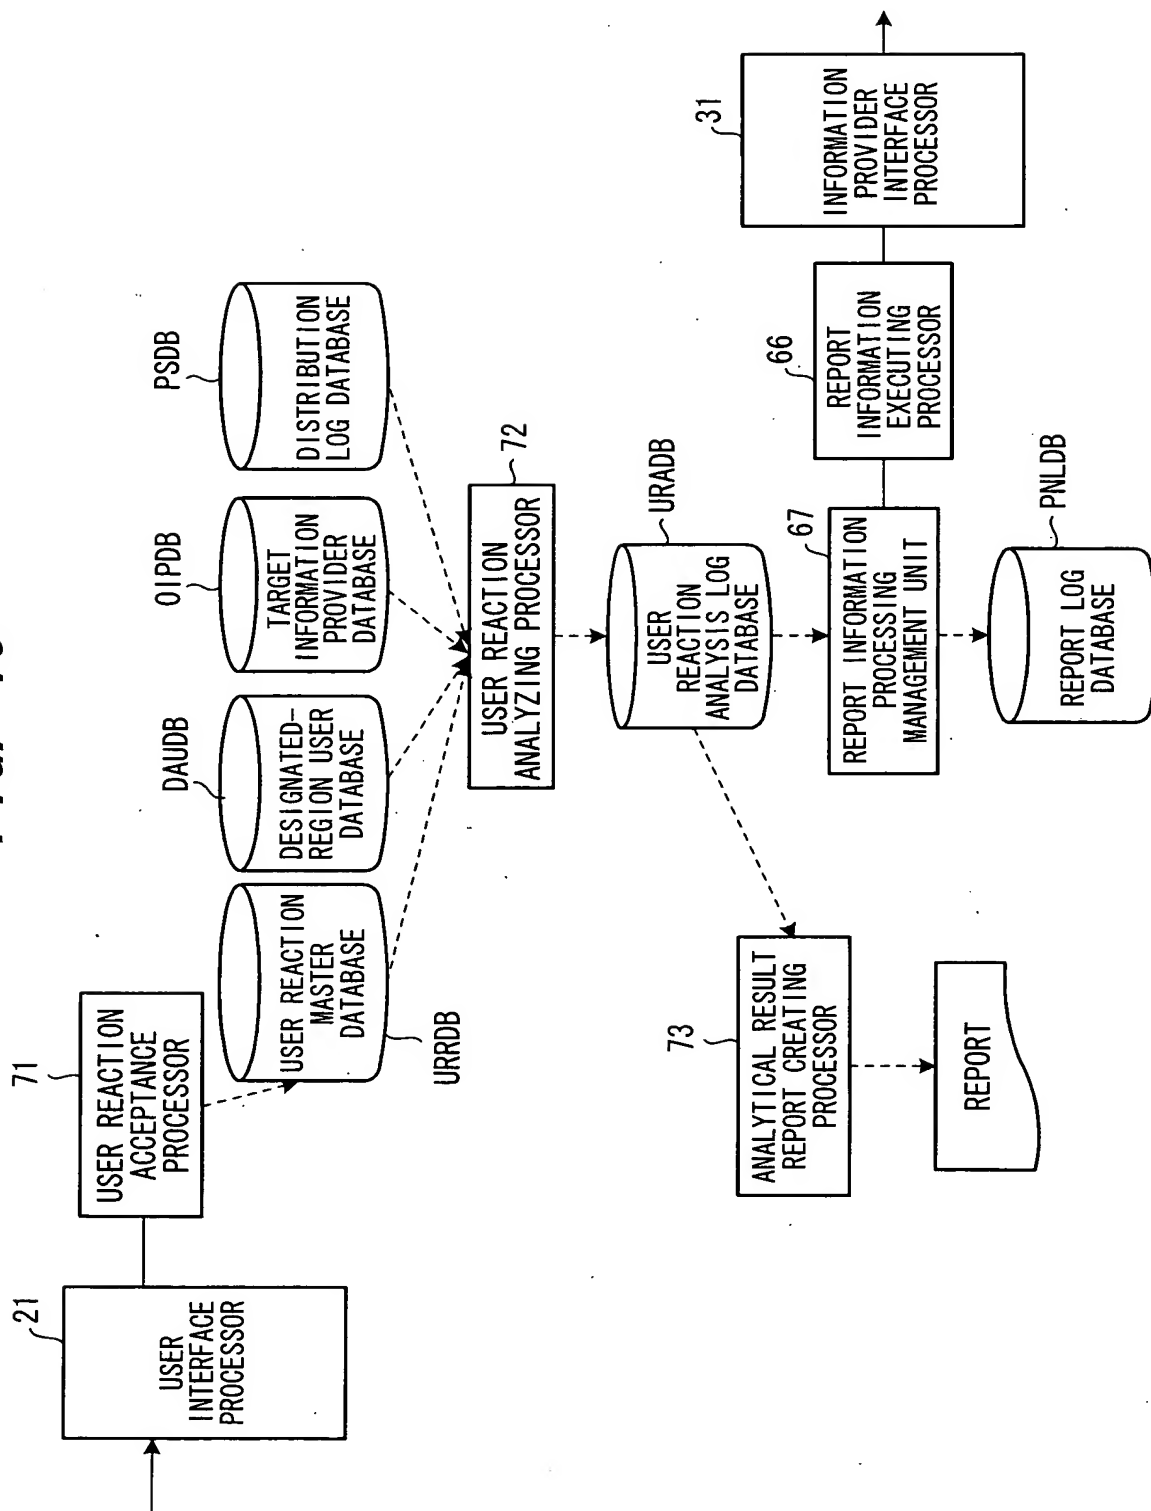 21
USER
INTERFACE
PROCESSOR
71
USER REACTION
ACCEPTANCE
PROCESSOR
USER REACTION
MASTER
DATABASE
URRDB
DAUDB
DESIGNATED-
REGION USER
DATABASE
OIPDB
TARGET
INFORMATION
PROVIDER
DATABASE
PSDB
DISTRIBUTION
LOG DATABASE
72
USER REACTION
ANALYZING PROCESSOR
URADB
USER
REACTION
ANALYSIS LOG
DATABASE
73
ANALYTICAL RESULT
REPORT CREATING
PROCESSOR
REPORT
67
REPORT INFORMATION
PROCESSING
MANAGEMENT UNIT
PNLDB
REPORT LOG
DATABASE
66
REPORT
INFORMATION
EXECUTING
PROCESSOR
31
INFORMATION
PROVIDER
INTERFACE
PROCESSOR